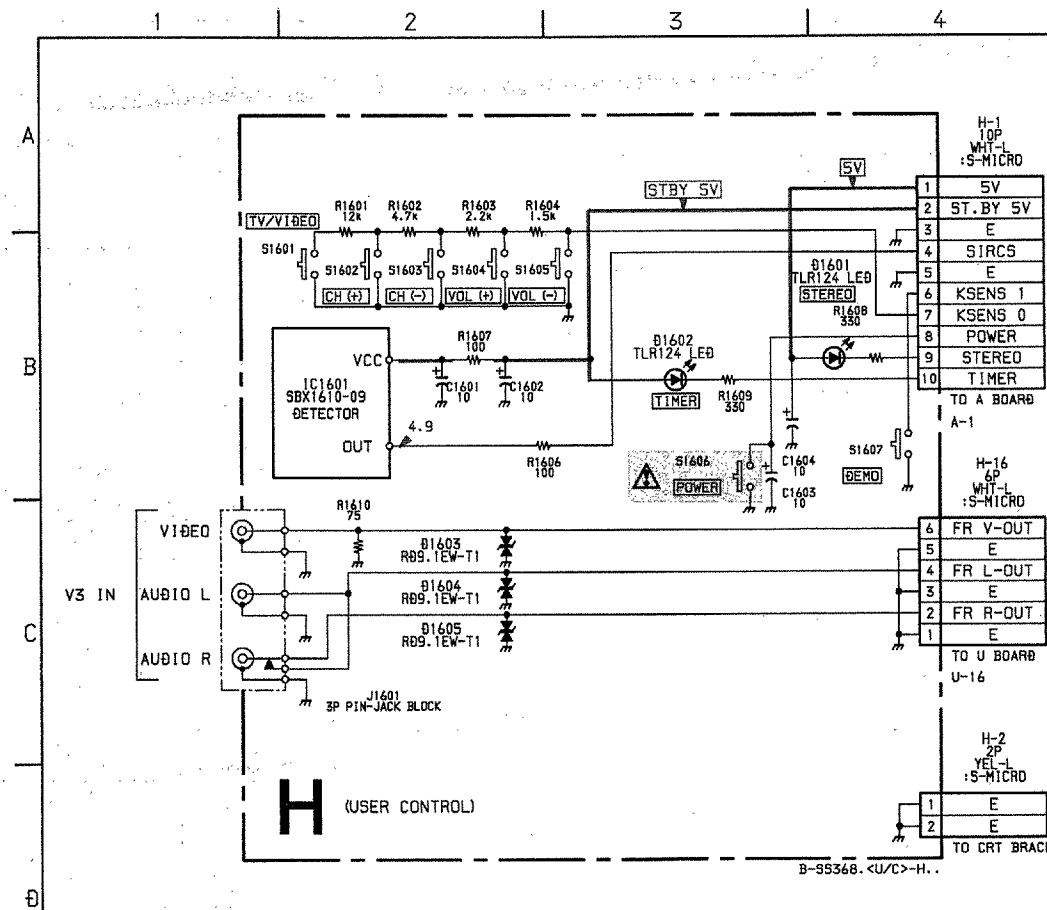 1 2 3 4
A
B
C
D
H-1
10P
WHT-L
:S-MICRO
1 5V
2 ST.BY 5V
3 E
4 SIRCS
5 E
6 KSENS 1
7 KSENS 0
8 POWER
9 STEREO
10 TIMER
TO A BOARD
A-1
5V
STBY 5V
TV/VIDEO
R1601
12k
R1602
4.7k
R1603
2.2k
R1604
1.5k
S1601
S1602
S1603
S1604
S1605
CH (+)
CH (-)
VOL (+)
VOL (-)
D1601
TLR124 LED
STEREO
R1608
330
R1607
100
VCC
IC1601
SBX1610-09
DETECTOR
OUT
4.9
C1601
10
C1602
10
D1602
TLR124 LED
TIMER
R1609
330
R1606
100
S1606
POWER
C1604
10
C1603
10
S1607
DEMO
H-16
6P
WHT-L
:S-MICRO
6 FR V-OUT
5 E
4 FR L-OUT
3 E
2 FR R-OUT
1 E
TO U BOARD
U-16
V3 IN
VIDEO
AUDIO L
AUDIO R
R1610
75
D1603
RD9.1EW-T1
D1604
RD9.1EW-T1
D1605
RD9.1EW-T1
J1601
3P PIN-JACK BLOCK
H (USER CONTROL)
H-2
2P
YEL-L
:S-MICRO
1 E
2 E
TO CRT BRACK
B-SS368.<U/C>-H..